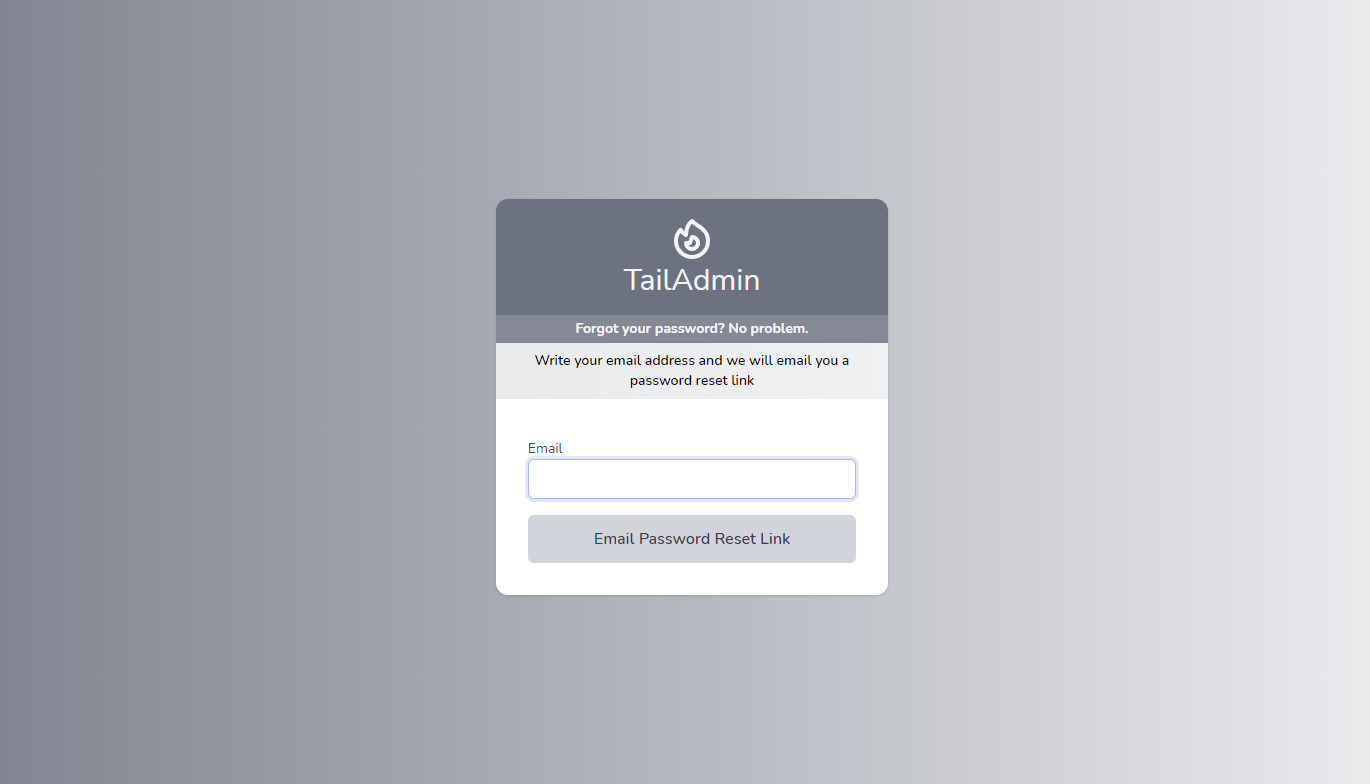 TailAdmin
Forgot your password? No problem.
Write your email address and we will email you a
password reset link
Email
Email Password Reset Link